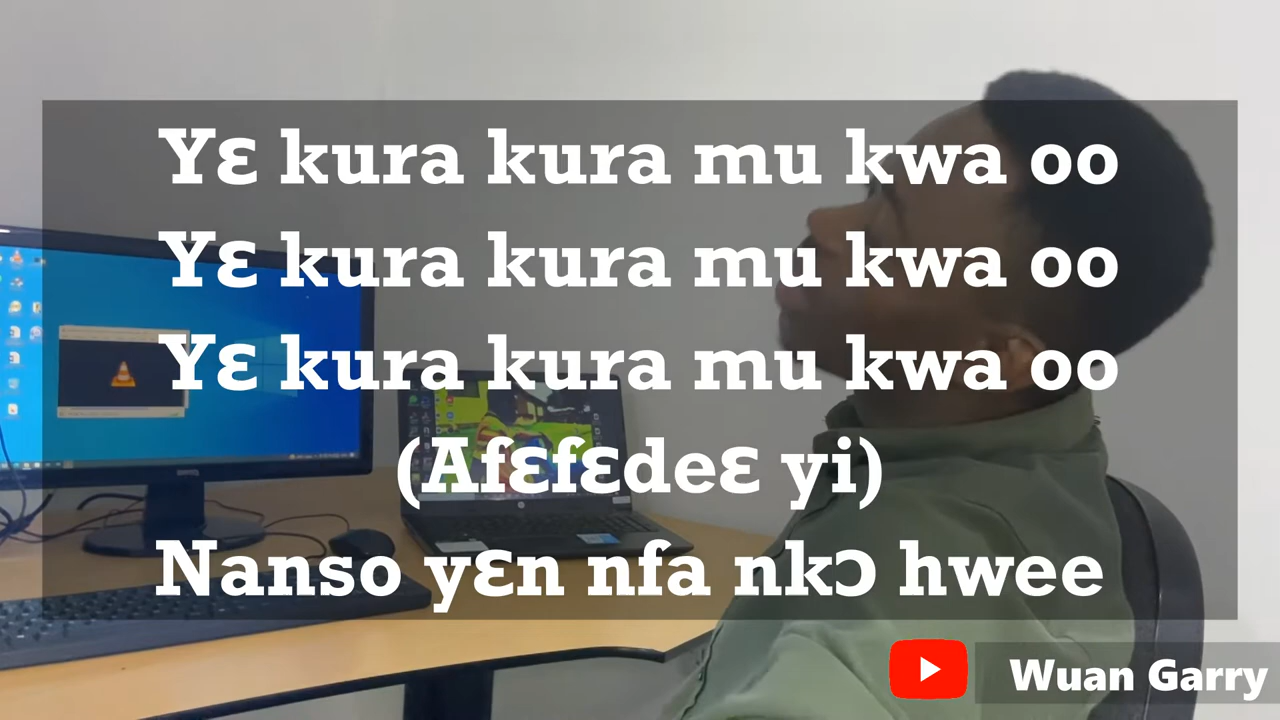 Yɛ kura kura mu kwa oo
Yɛ kura kura mu kwa oo
Yɛ kura kura mu kwa oo
(Afɛfɛdeɛ yi)
Nanso yɛn nfa nkɔ hwee
Wuan Garry